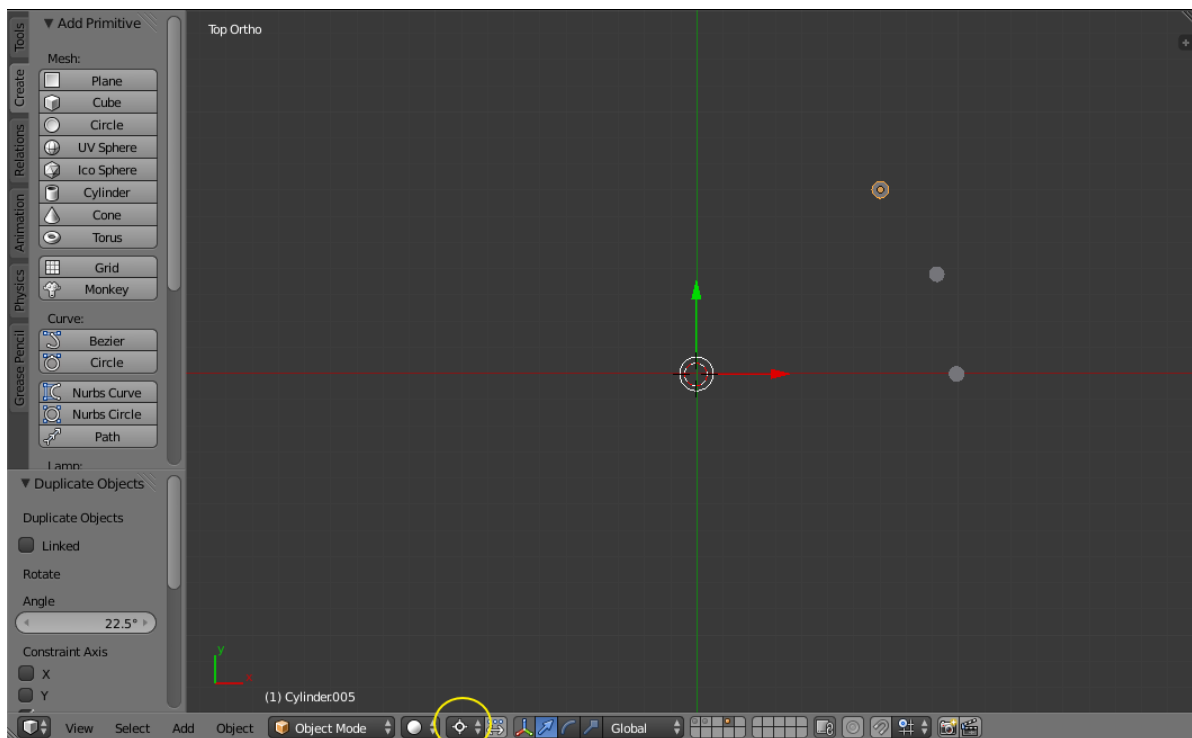 Tools
Create
Relations
Animation
Physics
Grease Pencil
Add Primitive
Mesh:
Plane
Cube
Circle
UV Sphere
Ico Sphere
Cylinder
Cone
Torus
Grid
Monkey
Curve:
Bezier
Circle
Nurbs Curve
Nurbs Circle
Path
Lamp:
Duplicate Objects
Duplicate Objects
Linked
Rotate
Angle
22.5°
Constraint Axis
X
Y
Top Ortho
y
x
(1) Cylinder.005
View Select Add Object Object Mode Global